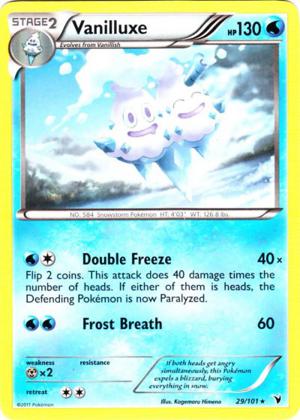 STAGE2
Vanilluxe
HP130
Evolves from Vanillish
NO. 584 Snowstorm Pokémon HT: 4'03" WT: 126.8 lbs.
Double Freeze 40×
Flip 2 coins. This attack does 40 damage times
the number of heads. If either of them is heads, the
Defending Pokémon is now Paralyzed.
Frost Breath 60
weakness resistance
×2
retreat
If both heads get angry
simultaneously, this Pokémon
expels a blizzard, burying
everything in snow.
©2011 Pokémon
Illus. Kagemaru Himeno
29/101 ★